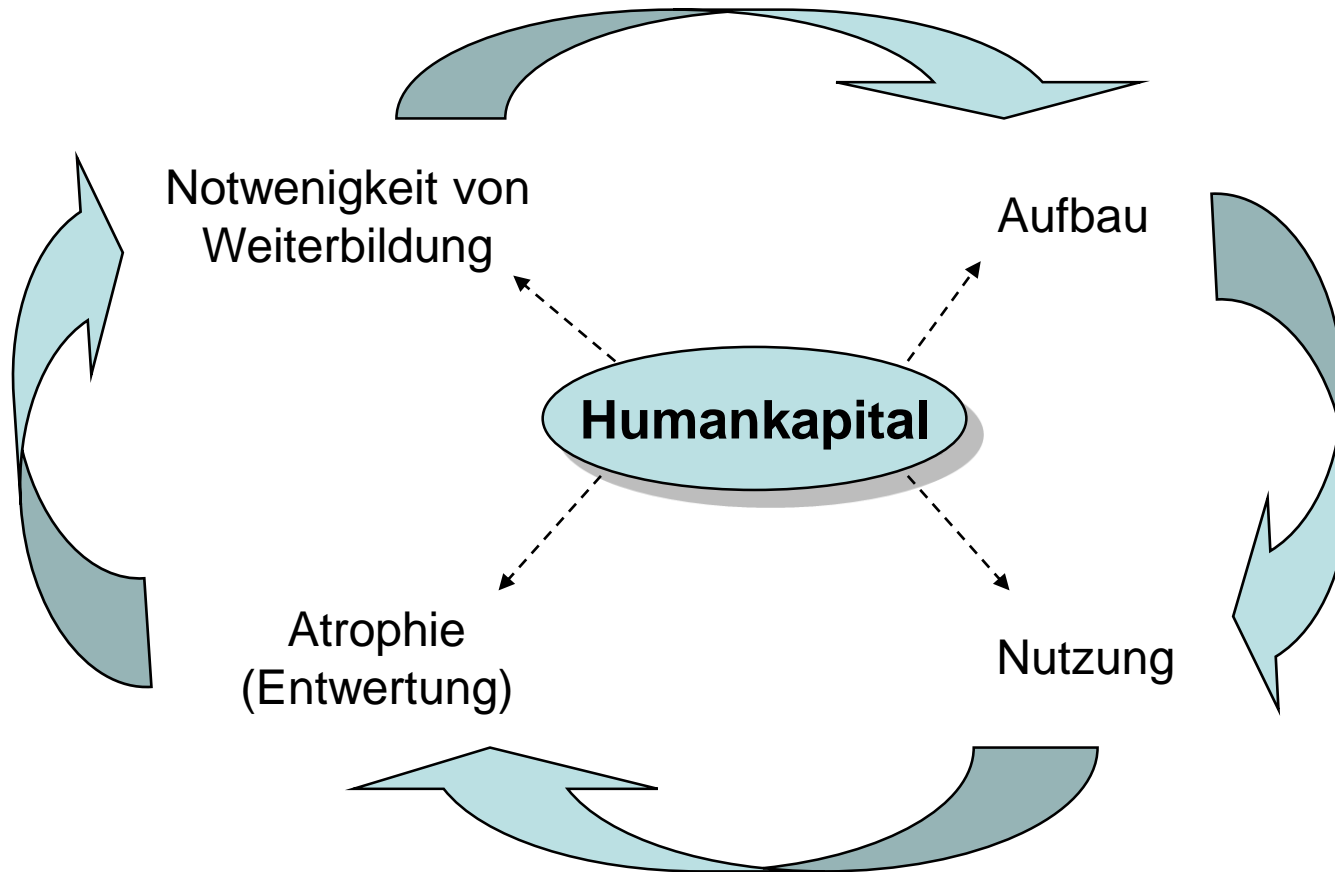 Notwenigkeit von
Weiterbildung
Aufbau
Humankapital
Atrophie
(Entwertung)
Nutzung